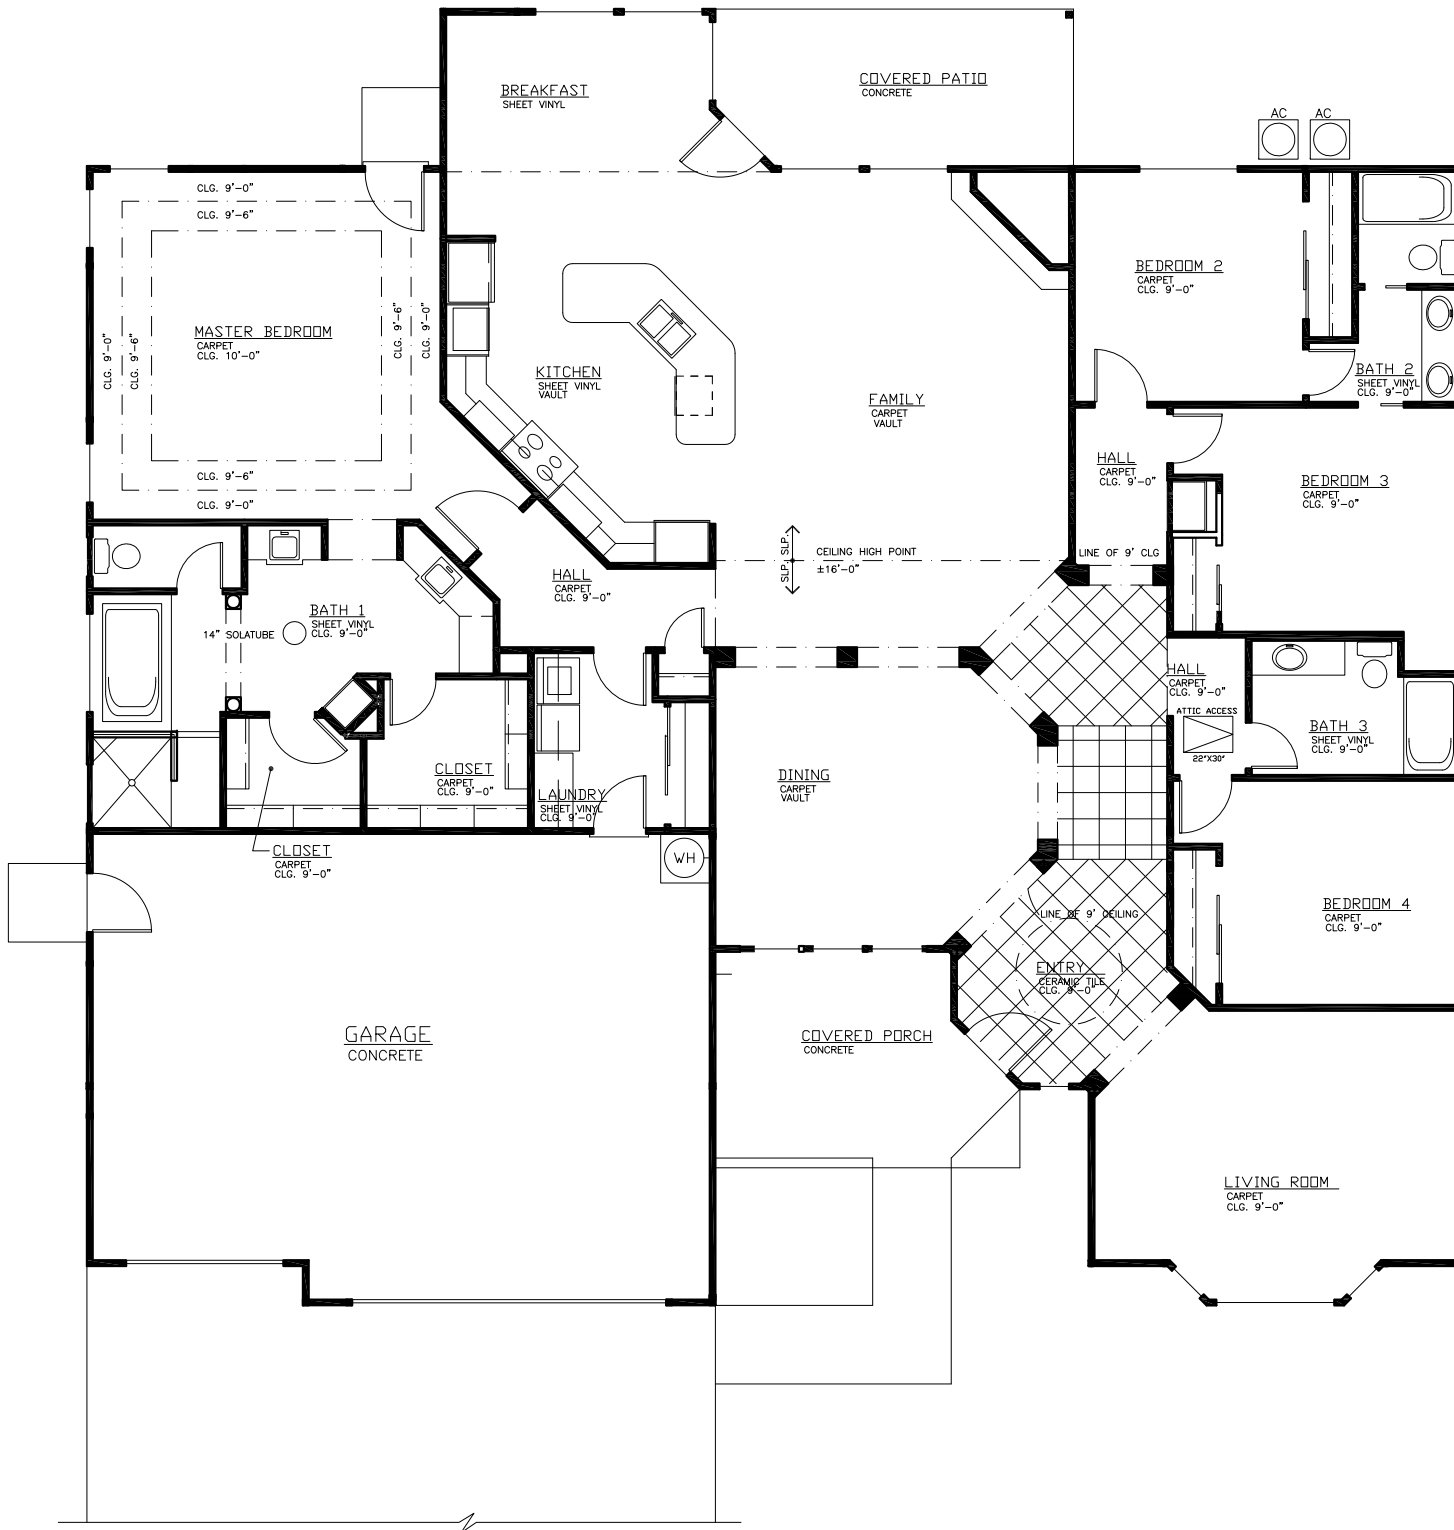 BREAKFAST
SHEET VINYL
COVERED PATIO
CONCRETE
AC
AC
CLG. 9'-0"
CLG. 9'-6"
MASTER BEDROOM
CARPET
CLG. 10'-0"
CLG. 9'-0"
CLG. 9'-6"
CLG. 9'-6"
CLG. 9'-0"
CLG. 9'-6"
CLG. 9'-0"
KITCHEN
SHEET VINYL
VAULT
FAMILY
CARPET
VAULT
BEDROOM 2
CARPET
CLG. 9'-0"
BATH 2
SHEET VINYL
CLG. 9'-0"
HALL
CARPET
CLG. 9'-0"
BEDROOM 3
CARPET
CLG. 9'-0"
SLP.
SLP.
CEILING HIGH POINT
±16'-0"
LINE OF 9' CLG
HALL
CARPET
CLG. 9'-0"
BATH 1
SHEET VINYL
CLG. 9'-0"
14" SOLATUBE
HALL
CARPET
CLG. 9'-0"
ATTIC ACCESS
22"X30"
BATH 3
SHEET VINYL
CLG. 9'-0"
CLOSET
CARPET
CLG. 9'-0"
LAUNDRY
SHEET VINYL
CLG. 9'-0"
DINING
CARPET
VAULT
CLOSET
CARPET
CLG. 9'-0"
WH
LINE OF 9' CEILING
BEDROOM 4
CARPET
CLG. 9'-0"
ENTRY
CERAMIC TILE
CLG. 9'-0"
GARAGE
CONCRETE
COVERED PORCH
CONCRETE
LIVING ROOM
CARPET
CLG. 9'-0"